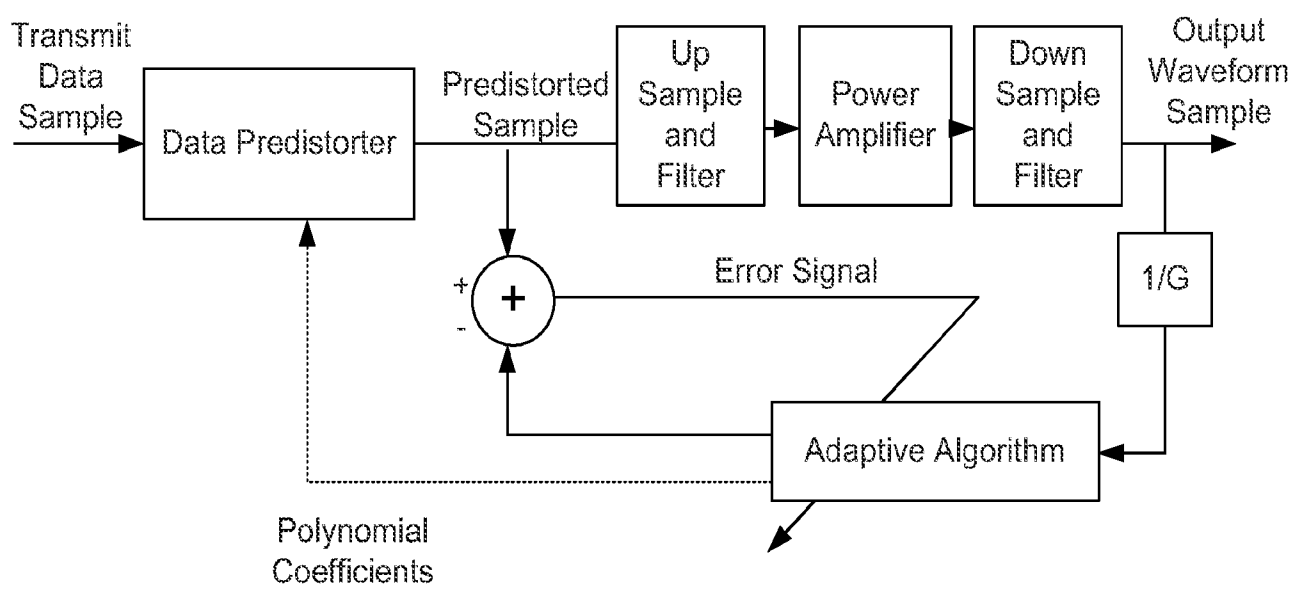 Transmit
Data
Sample
Data Predistorter
Predistorted
Sample
Up
Sample
and
Filter
Power
Amplifier
Down
Sample
and
Filter
Output
Waveform
Sample
+
-
+
Error Signal
1/G
Adaptive Algorithm
Polynomial
Coefficients